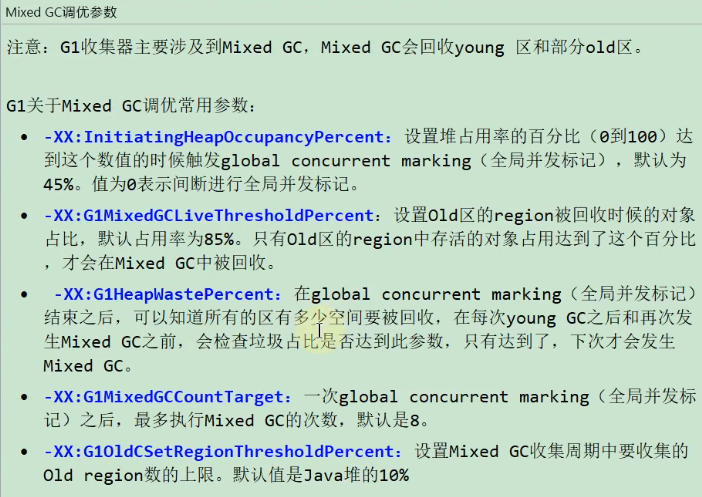 Mixed GC调优参数
注意：G1收集器主要涉及到Mixed GC，Mixed GC会回收young 区和部分old区。
G1关于Mixed GC调优常用参数：
• -XX:InitiatingHeapOccupancyPercent：设置堆占用率的百分比（0到100）达
到这个数值的时候触发global concurrent marking（全局并发标记），默认为
45%。值为0表示间断进行全局并发标记。
• -XX:G1MixedGCLiveThresholdPercent：设置Old区的region被回收时候的对象
占比，默认占用率为85%。只有Old区的region中存活的对象占用达到了这个百分比
，才会在Mixed GC中被回收。
• -XX:G1HeapWastePercent：在global concurrent marking（全局并发标记）
结束之后，可以知道所有的区有多少空间要被回收，在每次young GC之后和再次发
生Mixed GC之前，会检查垃圾占比是否达到此参数，只有达到了，下次才会发生
Mixed GC。
• -XX:G1MixedGCCountTarget：一次global concurrent marking（全局并发标
记）之后，最多执行Mixed GC的次数，默认是8。
• -XX:G1OldCSetRegionThresholdPercent：设置Mixed GC收集周期中要收集的
Old region数的上限。默认值是Java堆的10%